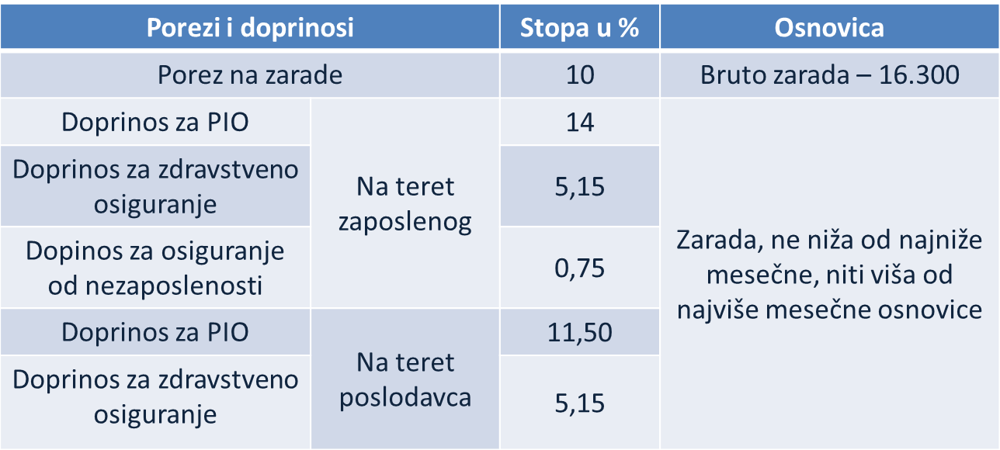 Porezi i doprinosi
Stopa u %
Osnovica
Porez na zarade
10
Bruto zarada – 16.300
Doprinos za PIO
Na teret
zaposlenog
14
Zarada, ne niža od najniže
mesečne, niti viša od
najviše mesečne osnovice
Doprinos za zdravstveno
osiguranje
5,15
Dopinos za osiguranje
od nezaposlenosti
0,75
Doprinos za PIO
Na teret
poslodavca
11,50
Doprinos za zdravstveno
osiguranje
5,15